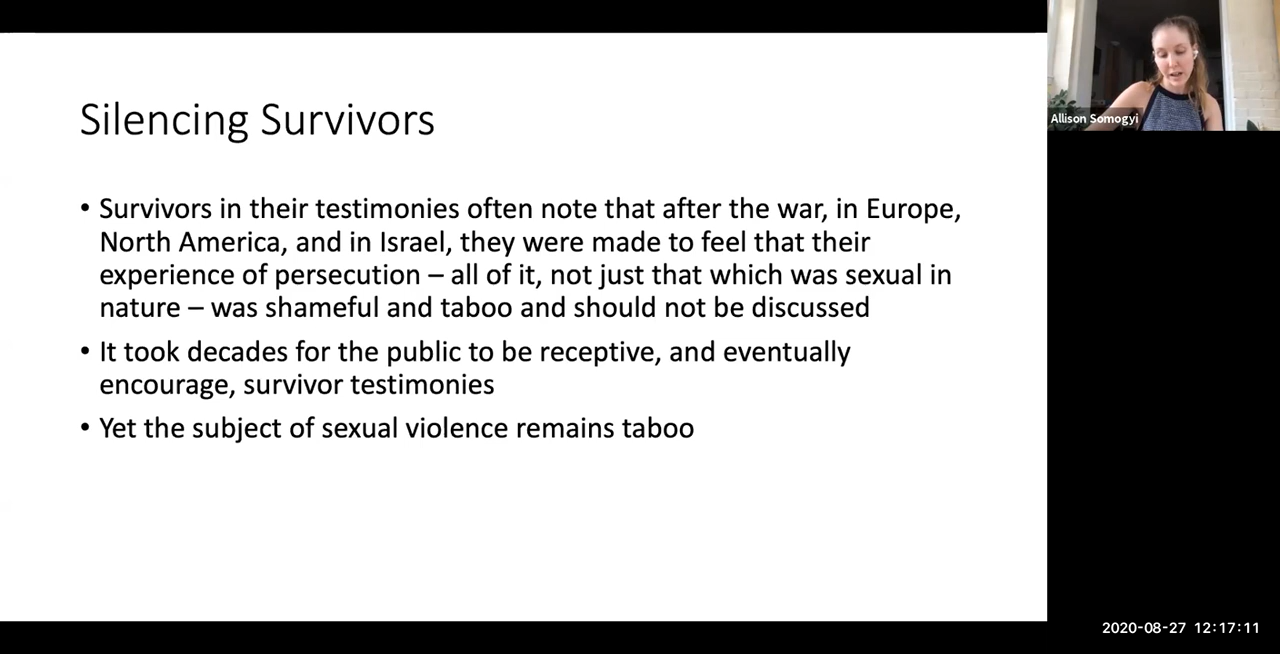 Silencing Survivors
• Survivors in their testimonies often note that after the war, in Europe,
North America, and in Israel, they were made to feel that their
experience of persecution – all of it, not just that which was sexual in
nature – was shameful and taboo and should not be discussed
• It took decades for the public to be receptive, and eventually
encourage, survivor testimonies
• Yet the subject of sexual violence remains taboo
Allison Somogyi
2020-08-27 12:17:11